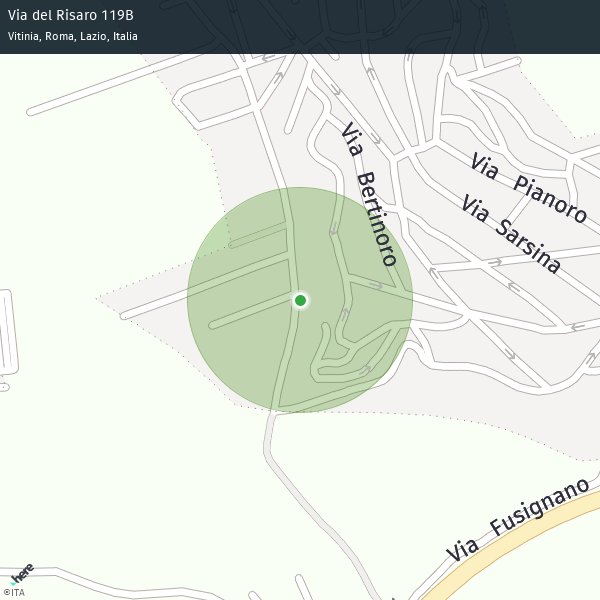 Via del Risaro 119B
Vitinia, Roma, Lazio, Italia
Via Bertinoro
Via Pianoro
Via Sarsina
Via Fusignano
here
©ITA